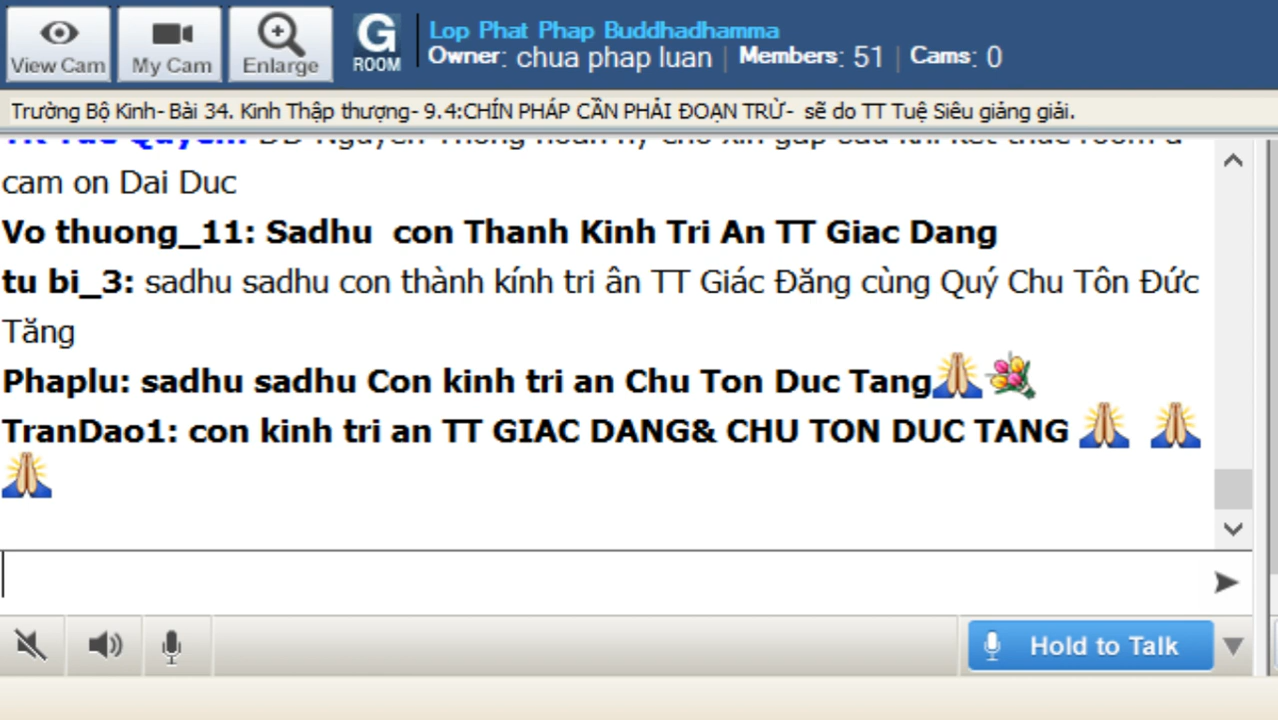 View Cam
My Cam
Enlarge
G
ROOM
Lop Phat Phap Buddhadhamma
Owner: chua phap luan | Members: 51 | Cams: 0
Trường Bộ Kinh- Bài 34. Kinh Thập thượng- 9.4:CHÍN PHÁP CẦN PHẢI ĐOẠN TRỪ- sẽ do TT Tuệ Siêu giảng giải.
cam on Dai Duc
Vo thuong_11: Sadhu con Thanh Kinh Tri An TT Giac Dang
tu bi_3: sadhu sadhu con thành kính tri ân TT Giác Đăng cùng Quý Chu Tôn Đức
Tăng
Phaplu: sadhu sadhu Con kinh tri an Chu Ton Duc Tang
TranDao1: con kinh tri an TT GIAC DANG& CHU TON DUC TANG
Hold to Talk